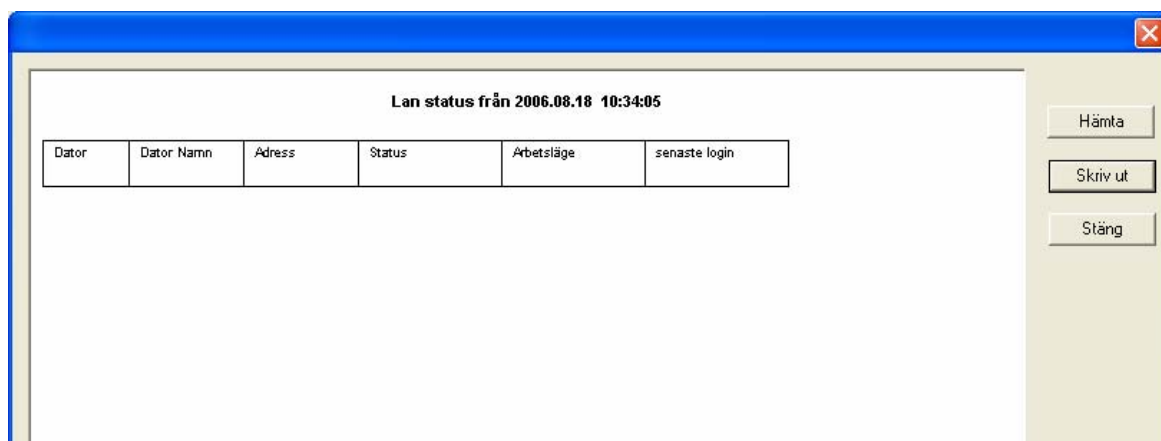 Lan status från 2006.08.18 10:34:05
Dator Dator Namn Adress Status Arbetsläge senaste login
Hämta
Skriv ut
Stäng